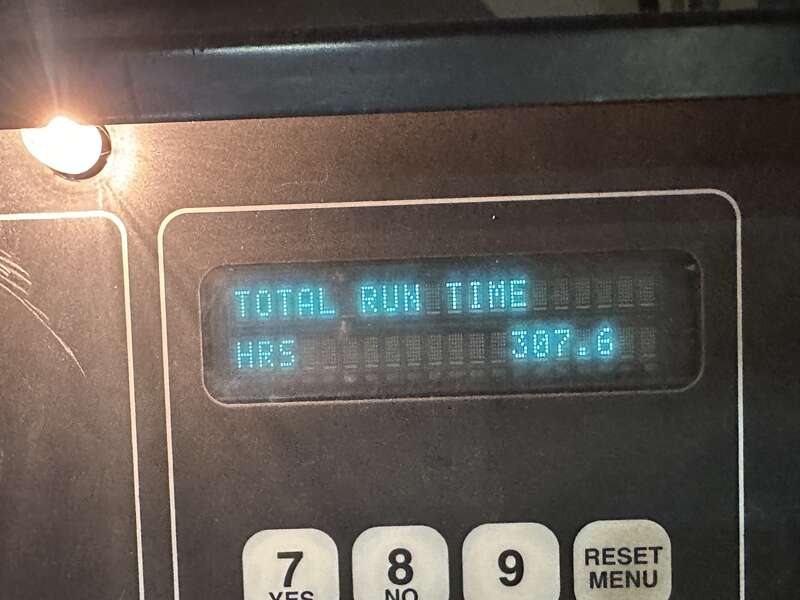 TOTAL RUN TIME
HRS 307.6
7 8 9 RESET MENU
YES NO